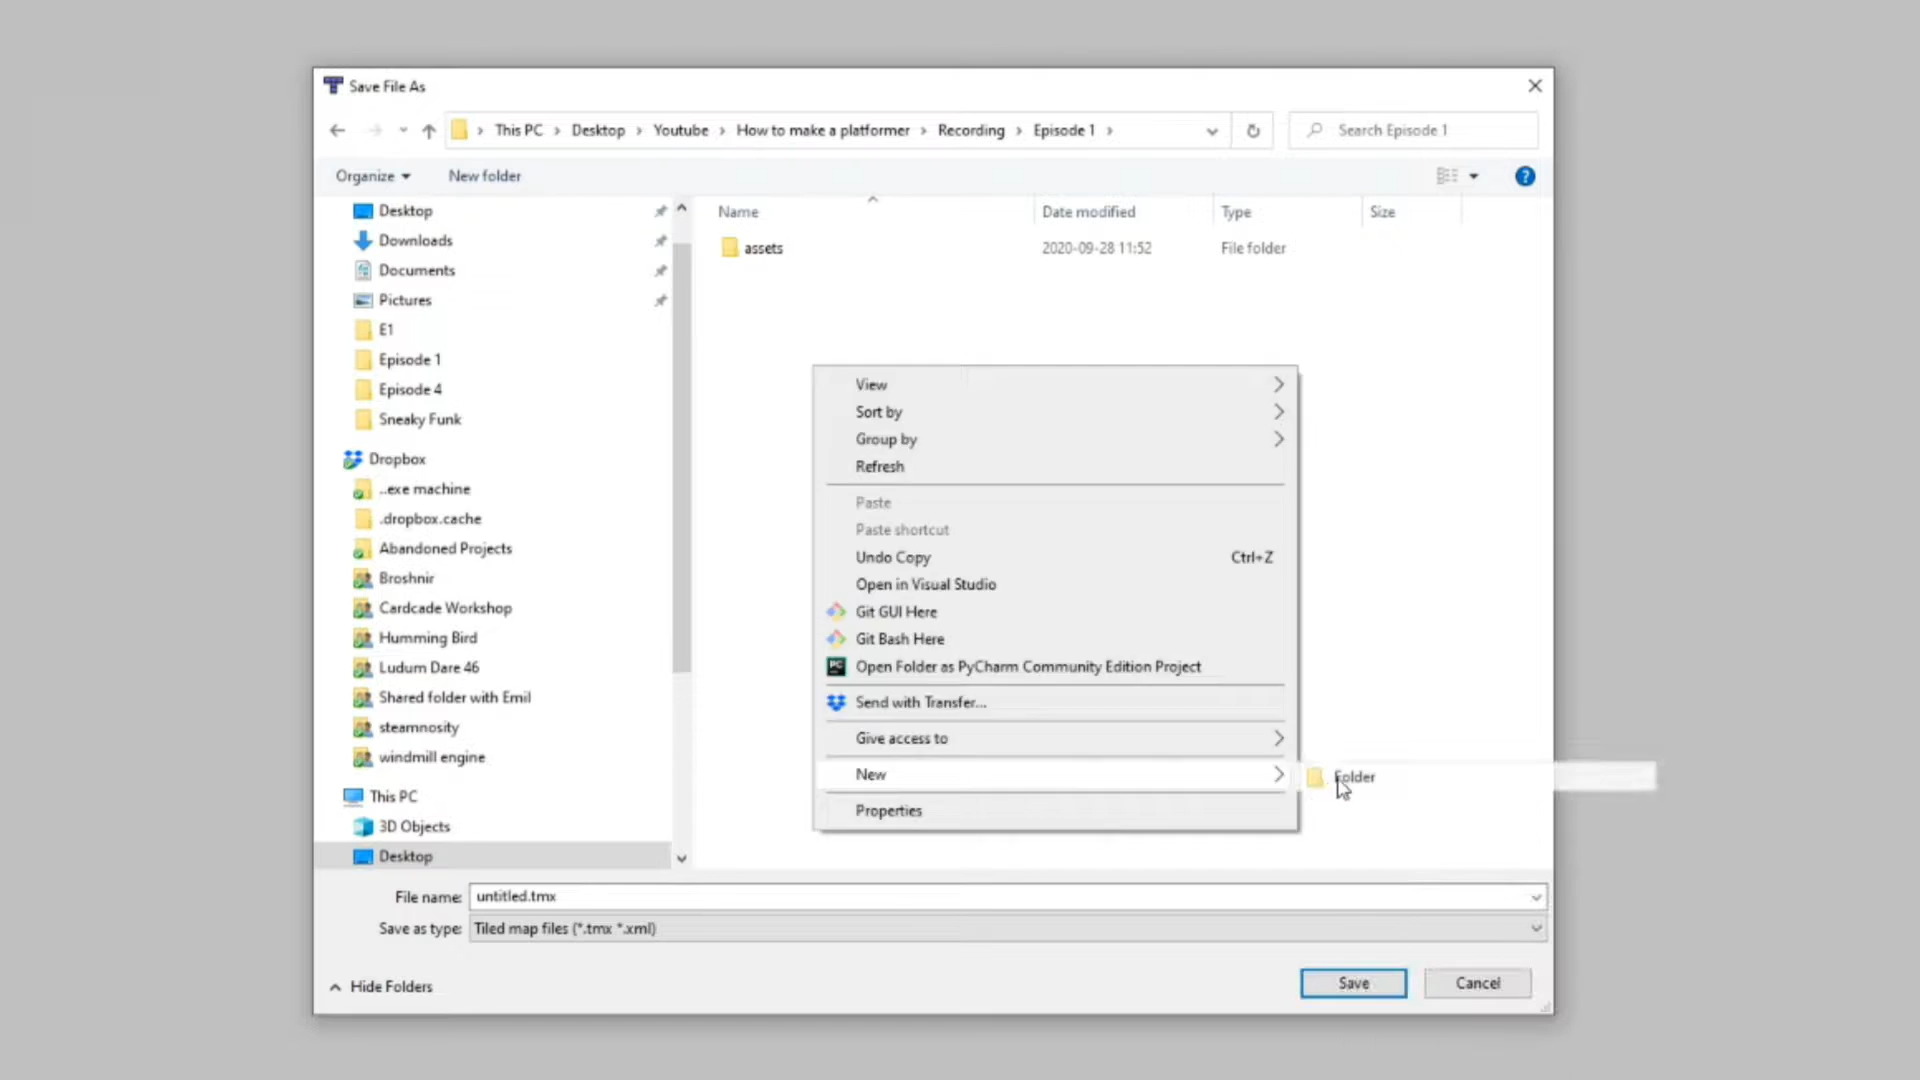 Save File As
This PC > Desktop > Youtube > How to make a platformer > Recording > Episode 1 >
Search Episode 1
Organize
New folder
Name
Date modified
Type
Size
assets
2020-09-28 11:52
File folder
Desktop
Downloads
Documents
Pictures
E1
Episode 1
Episode 4
Sneaky Funk
Dropbox
..exe machine
.dropbox.cache
Abandoned Projects
Broshnir
Cardcade Workshop
Humming Bird
Ludum Dare 46
Shared folder with Emil
steamnosity
windmill engine
This PC
3D Objects
Desktop
View
Sort by
Group by
Refresh
Paste
Paste shortcut
Undo Copy Ctrl+Z
Open in Visual Studio
Git GUI Here
Git Bash Here
Open Folder as PyCharm Community Edition Project
Send with Transfer...
Give access to
New
Folder
Properties
File name: untitled.tmx
Save as type: Tiled map files (*.tmx *.xml)
Hide Folders
Save
Cancel